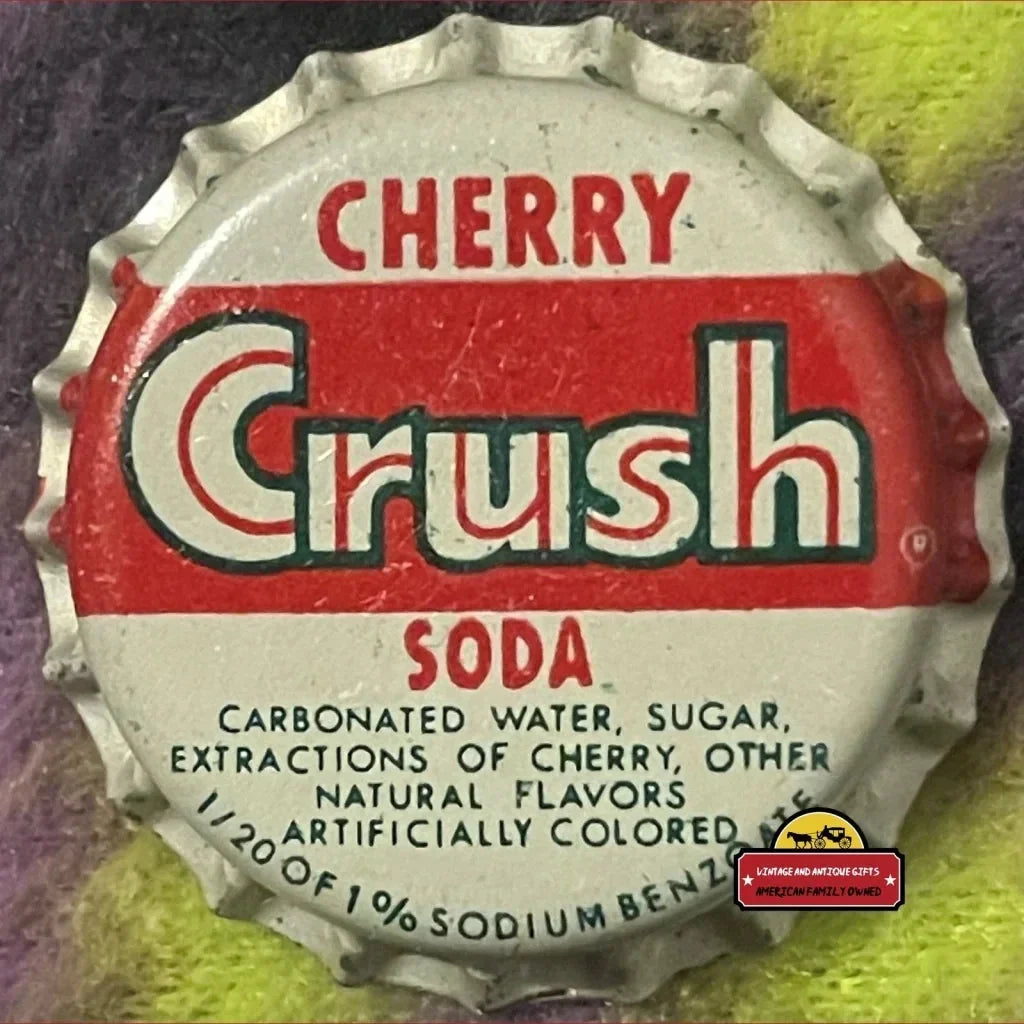 CHERRY
Crush
®
SODA
CARBONATED WATER, SUGAR,
EXTRACTIONS OF CHERRY, OTHER
NATURAL FLAVORS
ARTIFICIALLY COLORED
1/20 OF 1% SODIUM BENZOATE
VINTAGE AND ANTIQUE GIFTS
AMERICAN FAMILY OWNED